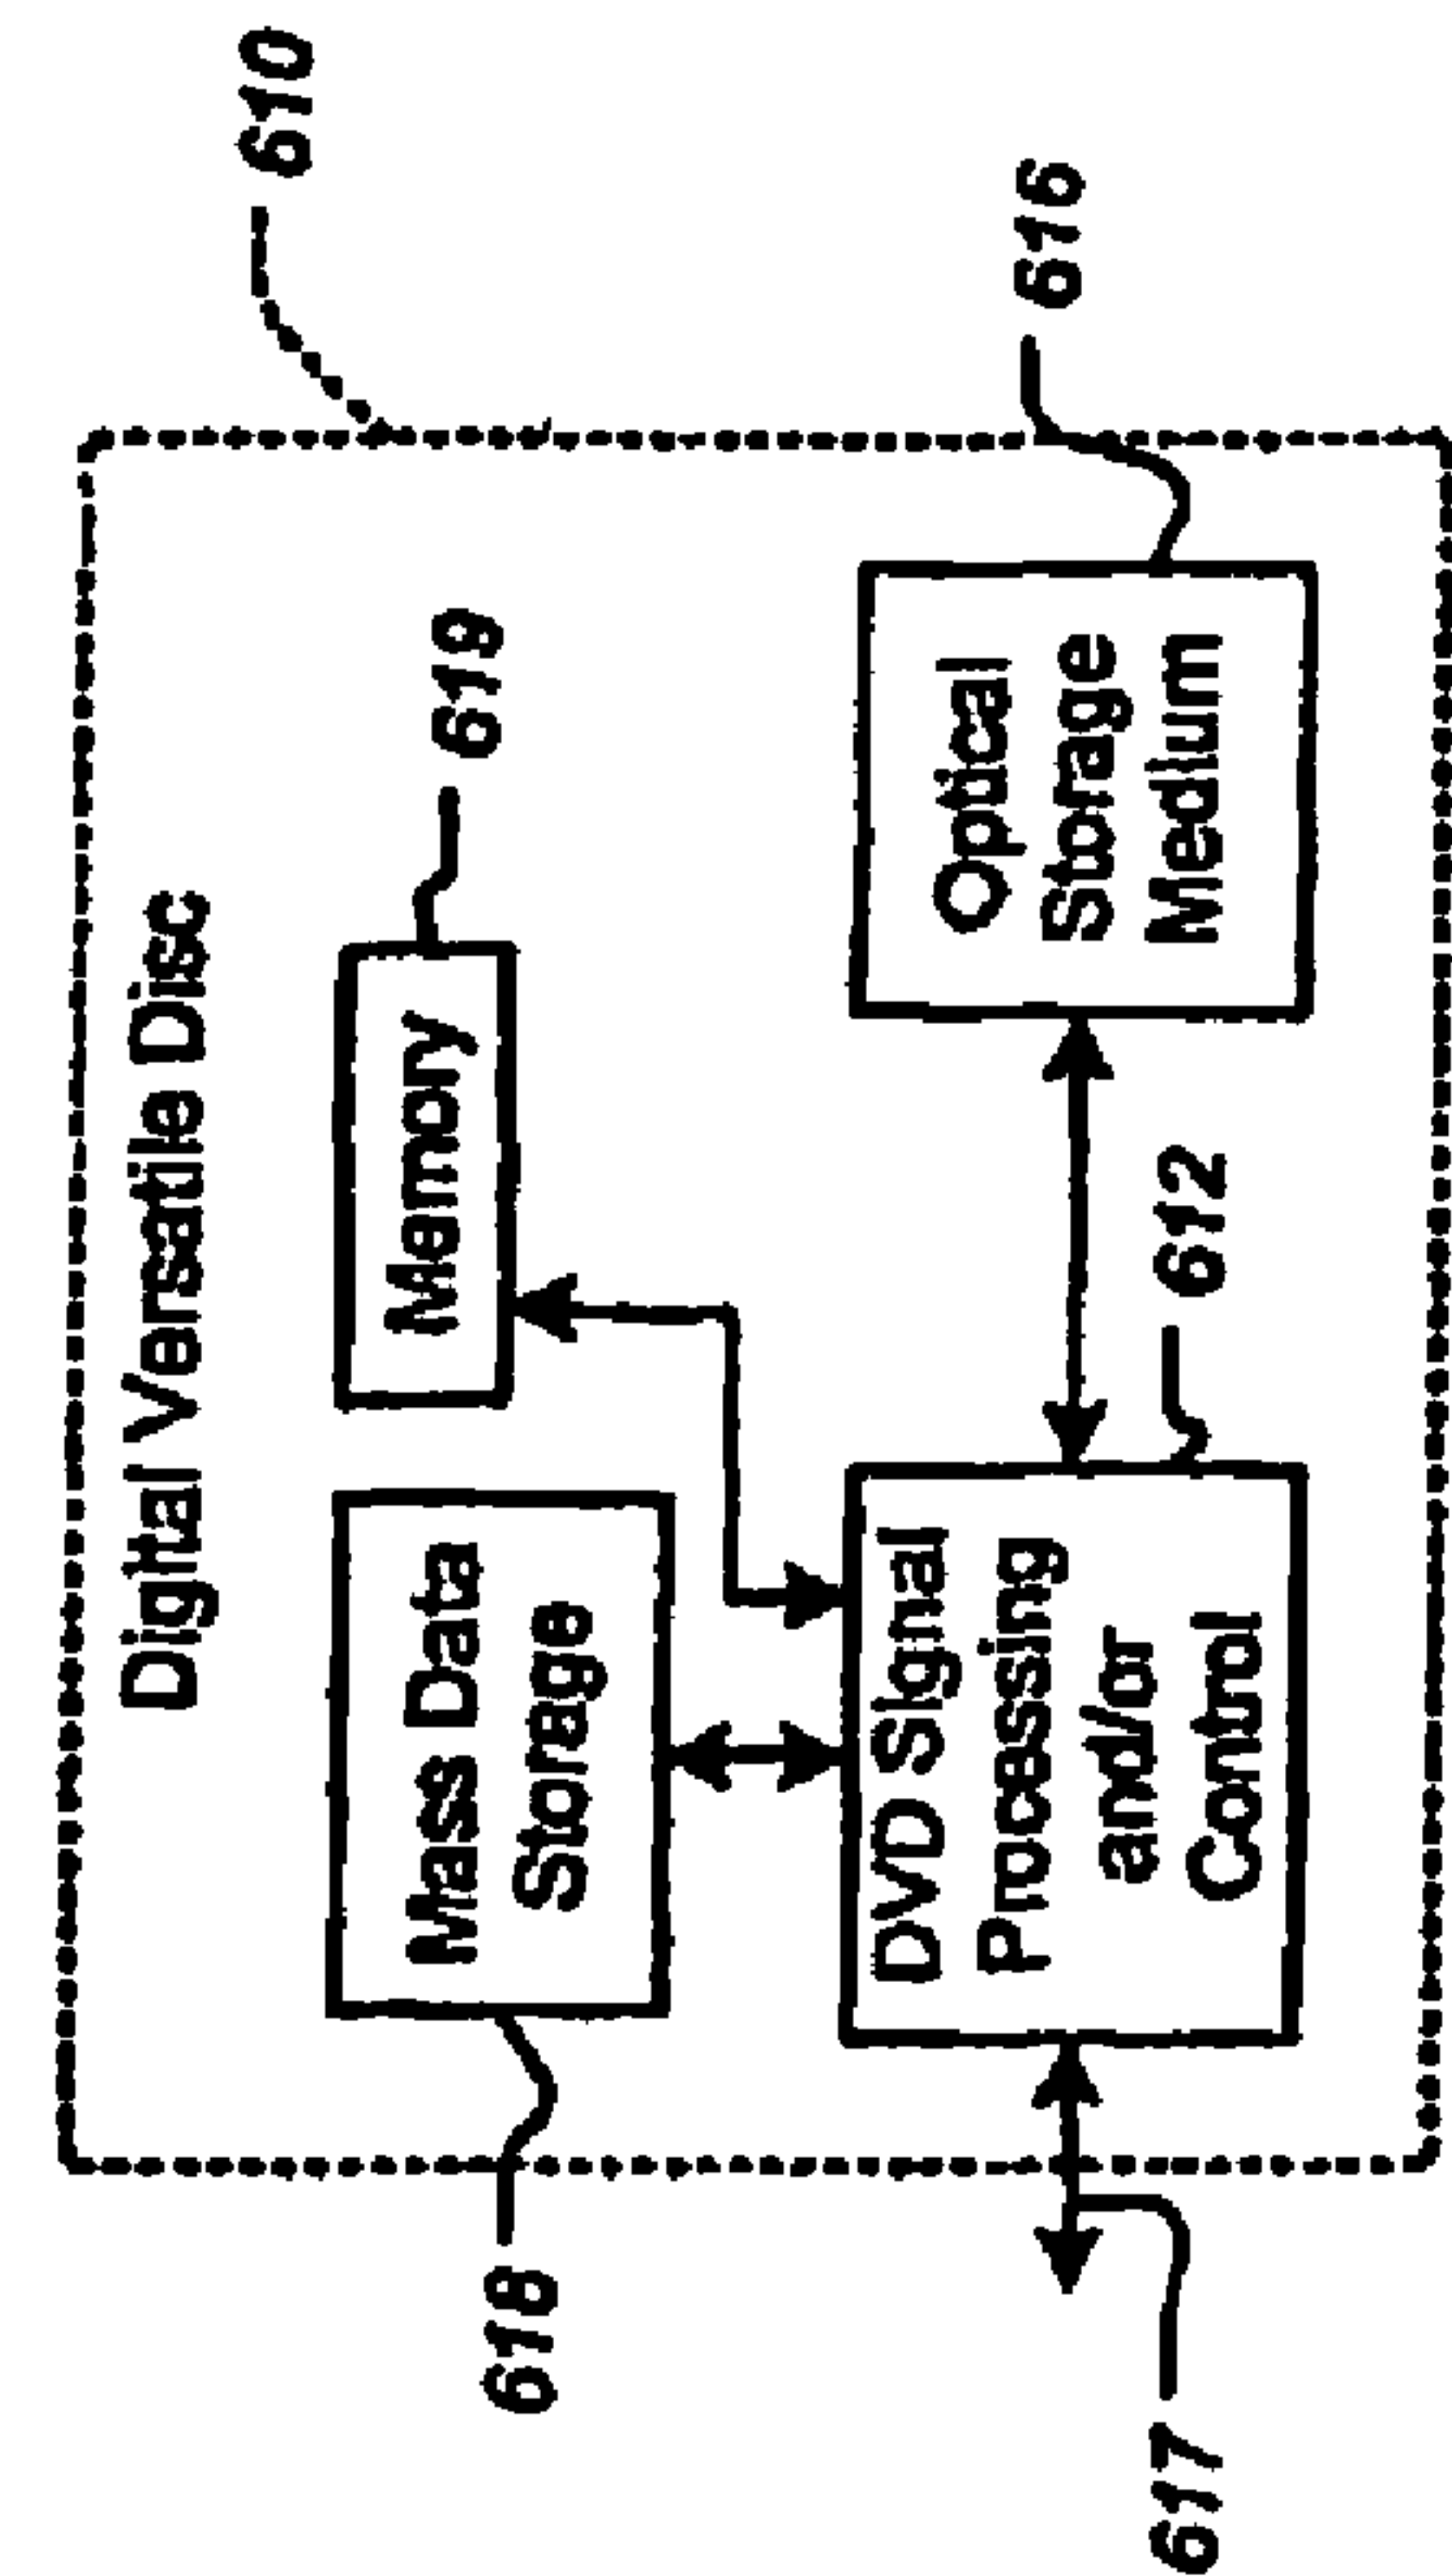 Digital Versatile Disc
610
Mass Data
Storage
Memory
619
618
DVD Signal
Processing
and/or
Control
Optical
Storage
Medium
616
612
617